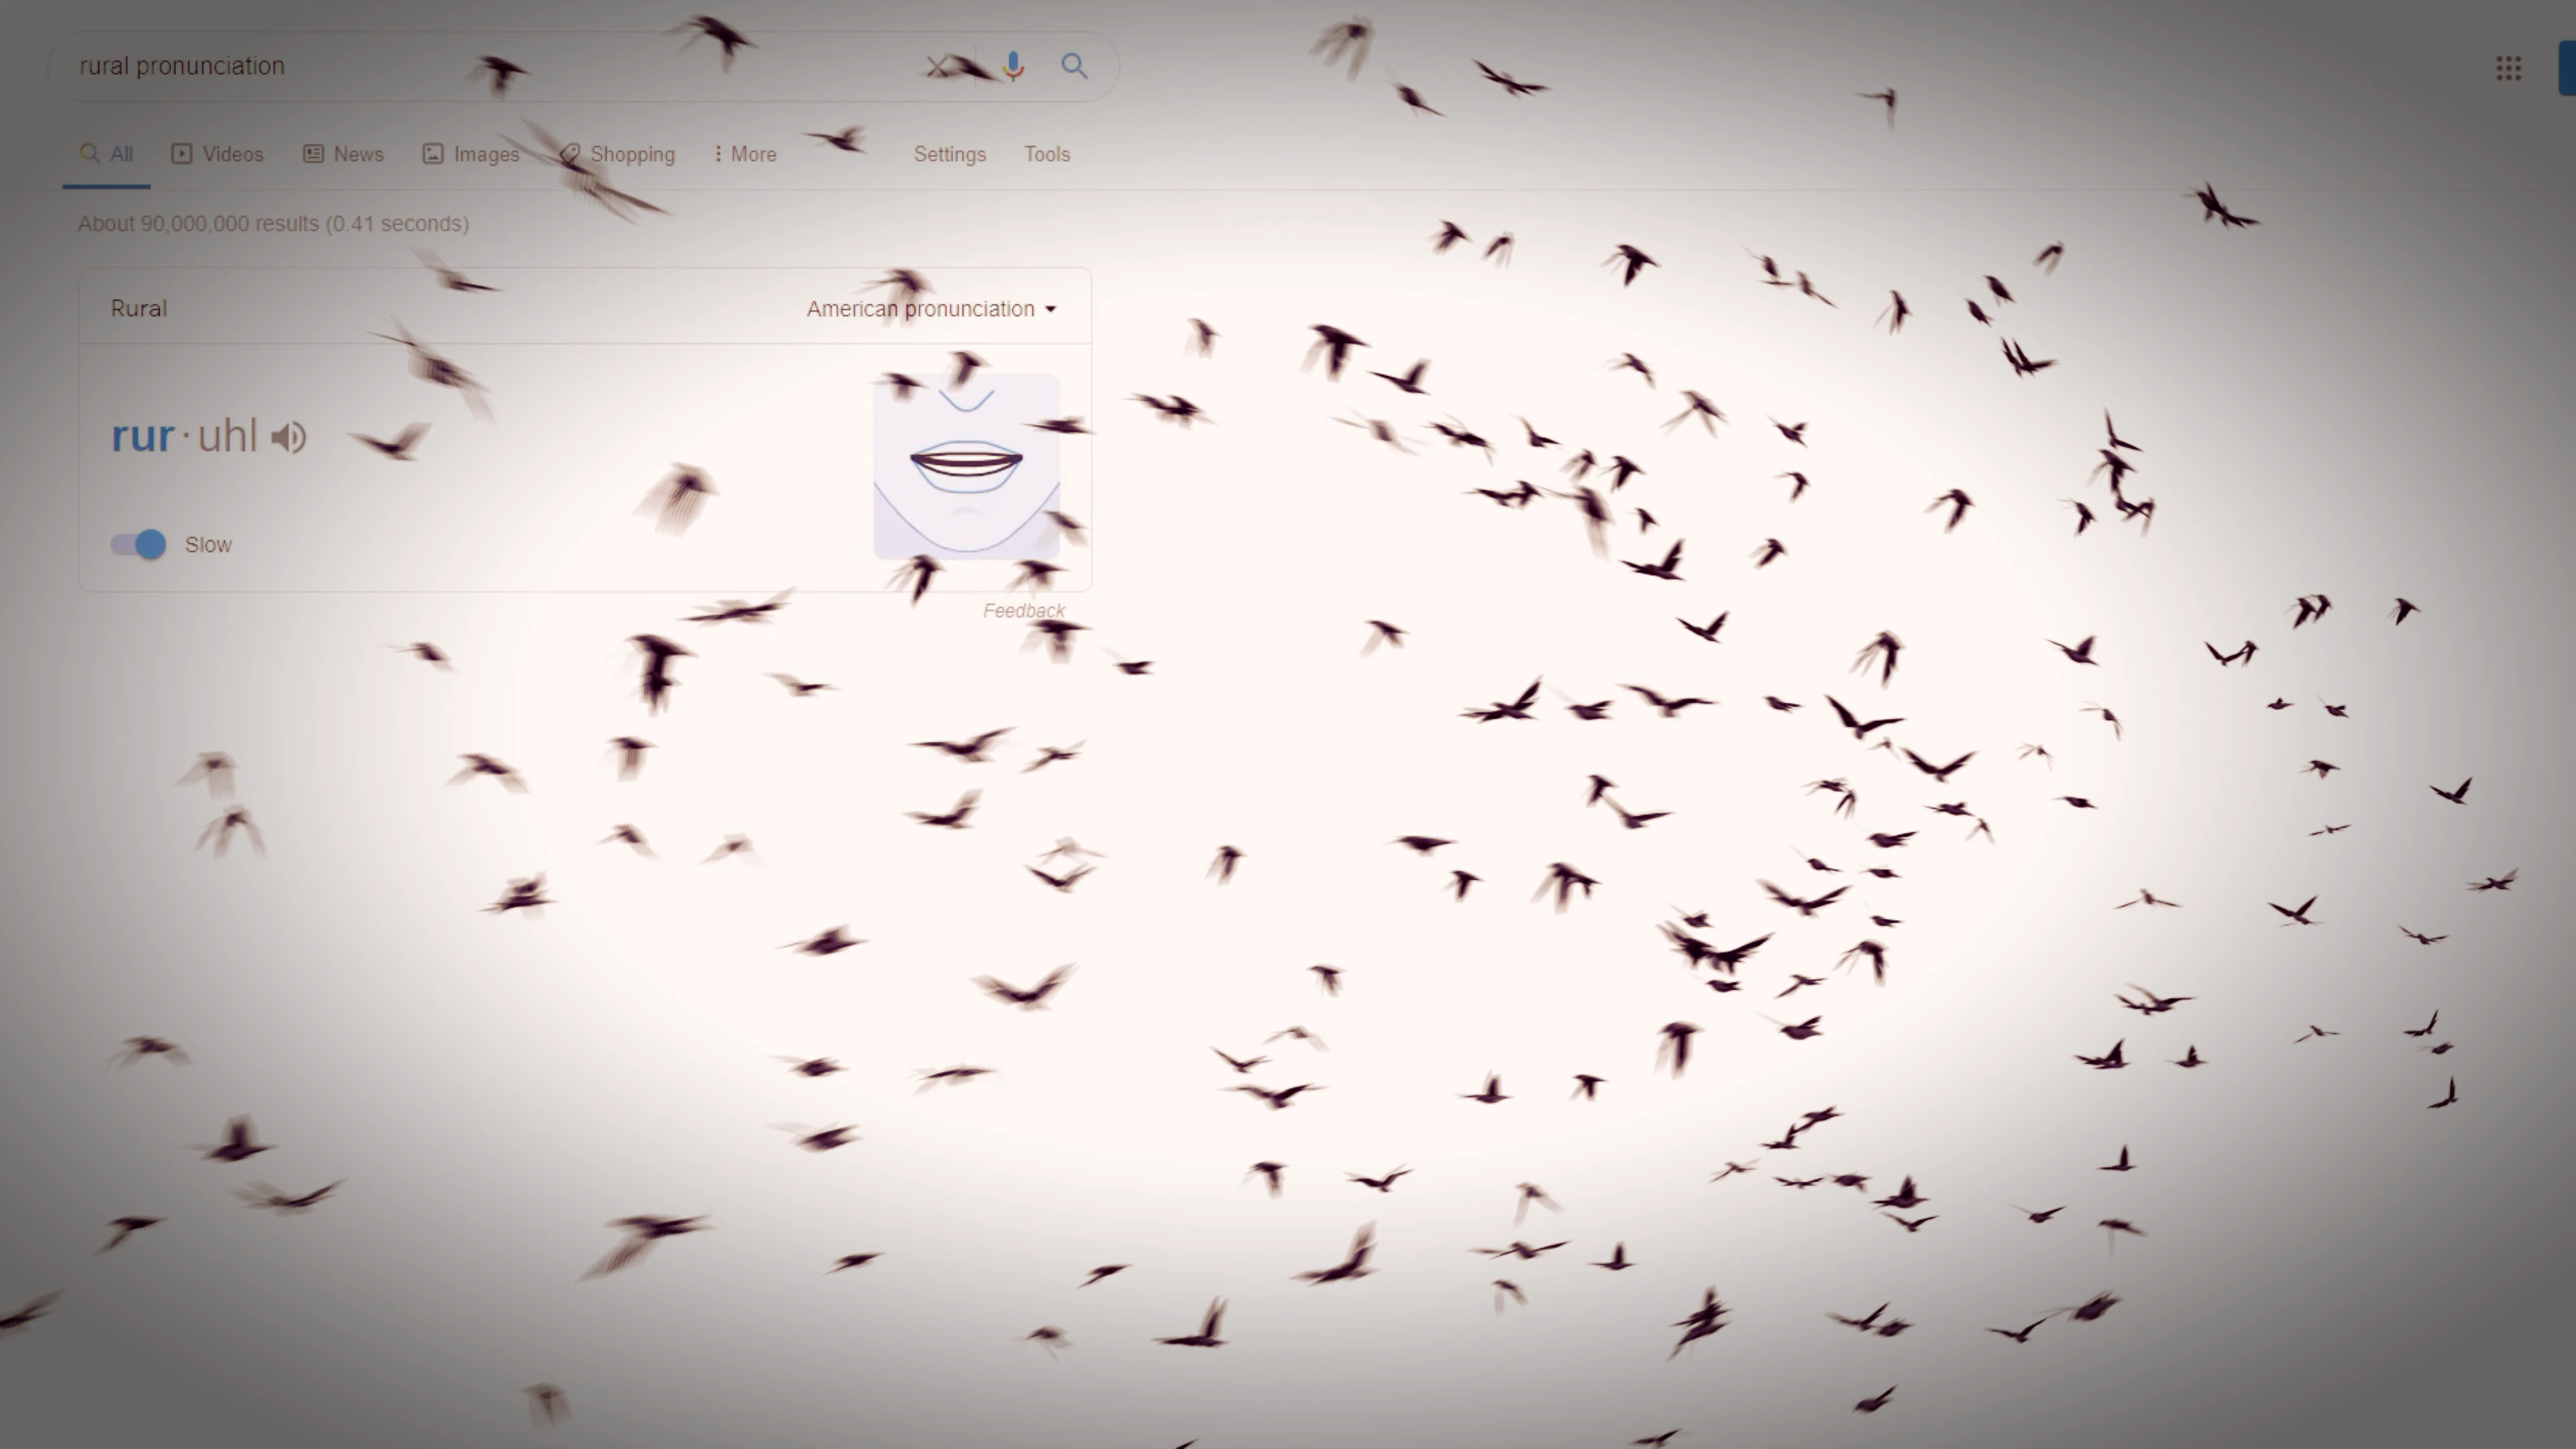 rural pronunciation
All Videos News Images Shopping More Settings Tools
About 90,000,000 results (0.41 seconds)
Rural American pronunciation
rur · uhl
Slow
Feedback